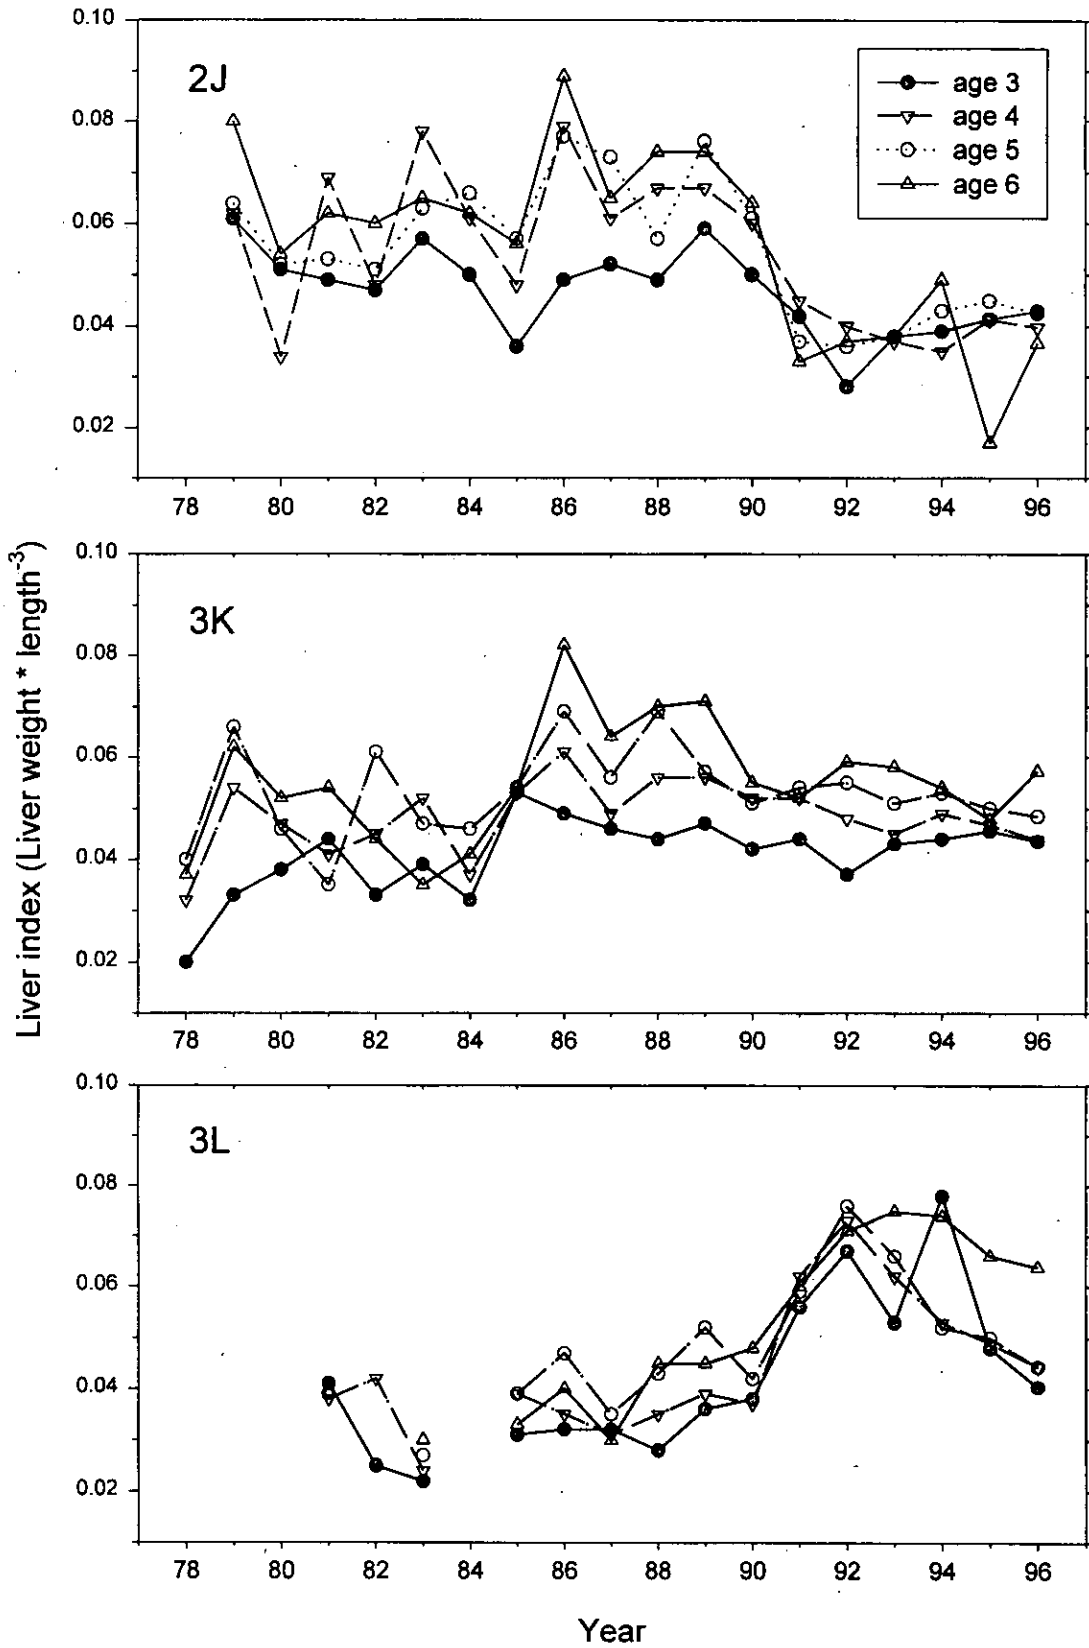 0.10
2J
age 3
age 4
age 5
age 6
0.08
0.06
0.04
0.02
78 80 82 84 86 88 90 92 94 96
Liver index (Liver weight * length⁻³)
0.10
3K
0.08
0.06
0.04
0.02
78 80 82 84 86 88 90 92 94 96
0.10
3L
0.08
0.06
0.04
0.02
78 80 82 84 86 88 90 92 94 96
Year